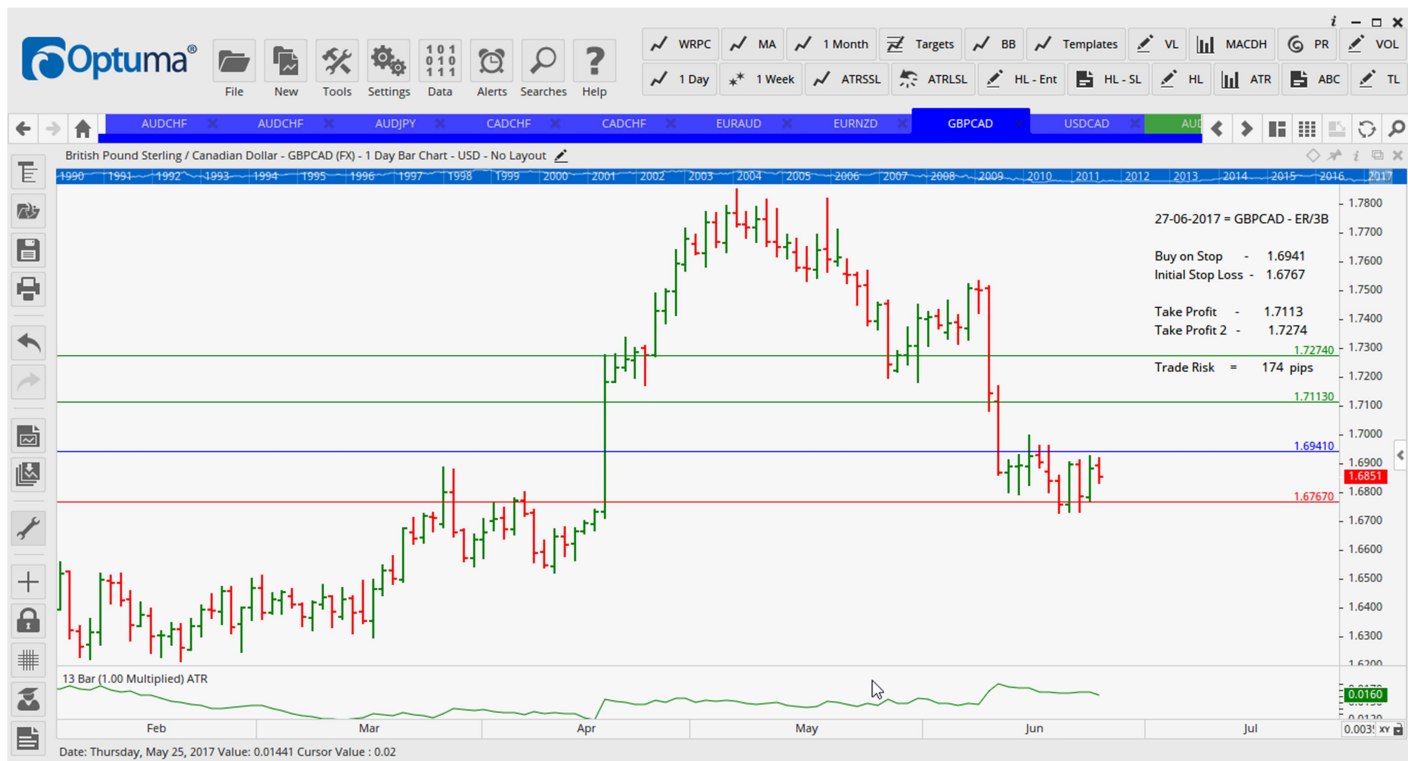 Optuma®
File New Tools Settings Data Alerts Searches Help
WRPC MA 1 Month Targets BB Templates VL MACDH PR VOL
1 Day 1 Week ATRSSL ATRLSL HL - Ent HL - SL HL ATR ABC TL
AUDCHF AUDCHF AUDJPY CADCHF CADCHF EURAUD EURNZD GBPCAD USDCAD
British Pound Sterling / Canadian Dollar - GBPCAD (FX) - 1 Day Bar Chart - USD - No Layout
1990 1991 1992 1993 1994 1995 1996 1997 1998 1999 2000 2001 2002 2003 2004 2005 2006 2007 2008 2009 2010 2011 2012 2013 2014 2015 2016 2017
27-06-2017 = GBPCAD - ER/3B
Buy on Stop - 1.6941
Initial Stop Loss - 1.6767
Take Profit - 1.7113
Take Profit 2 - 1.7274
Trade Risk = 174 pips
1.72740
1.71130
1.69410
1.67670
1.7800
1.7700
1.7600
1.7500
1.7400
1.7300
1.7200
1.7100
1.7000
1.6900
1.6851
1.6800
1.6700
1.6600
1.6500
1.6400
1.6300
1.6200
13 Bar (1.00 Multiplied) ATR
0.0160
Feb Mar Apr May Jun Jul
XY
Date: Thursday, May 25, 2017 Value: 0.01441 Cursor Value : 0.02